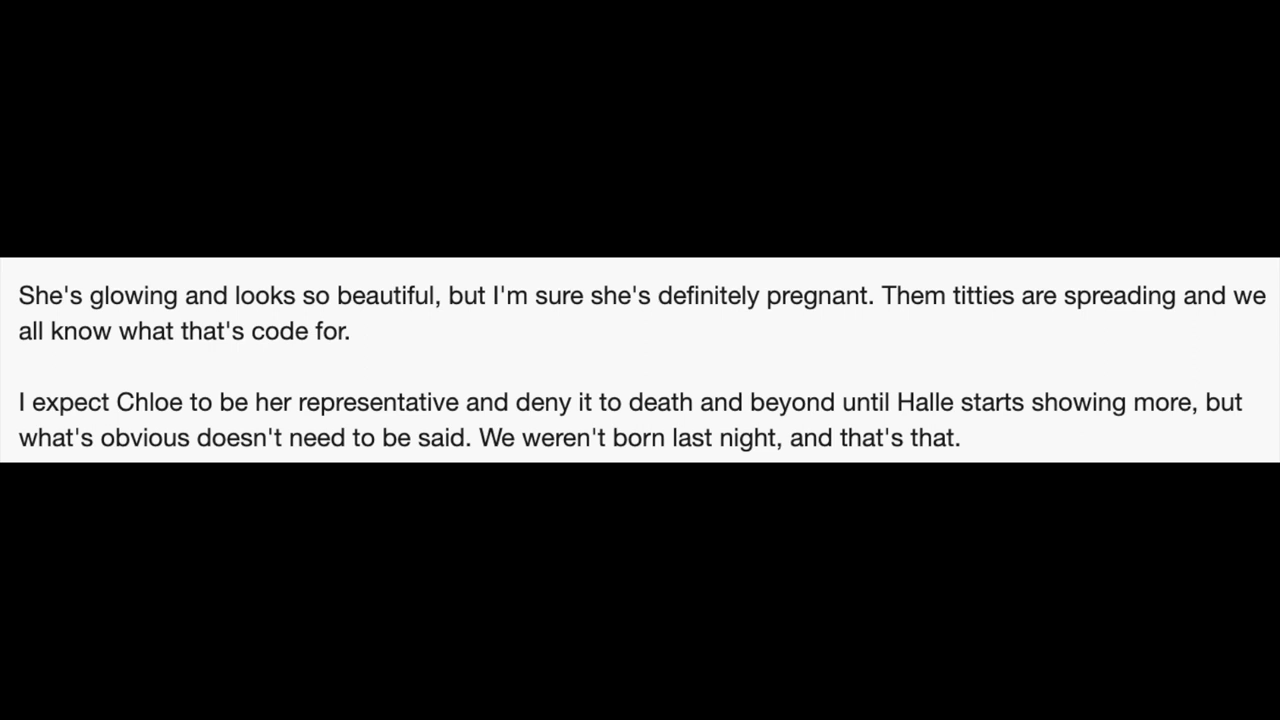 She's glowing and looks so beautiful, but I'm sure she's definitely pregnant. Them titties are spreading and we
all know what that's code for.
I expect Chloe to be her representative and deny it to death and beyond until Halle starts showing more, but
what's obvious doesn't need to be said. We weren't born last night, and that's that.